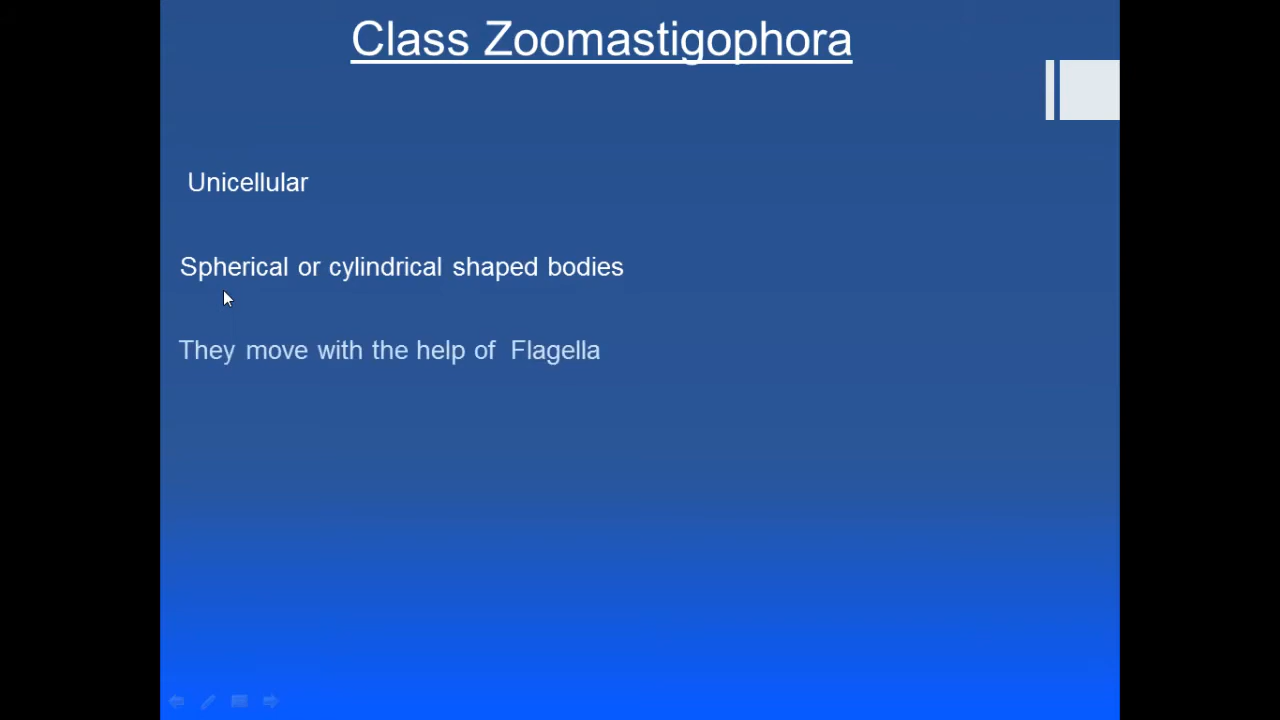 Class Zoomastigophora
Unicellular
Spherical or cylindrical shaped bodies
They move with the help of Flagella